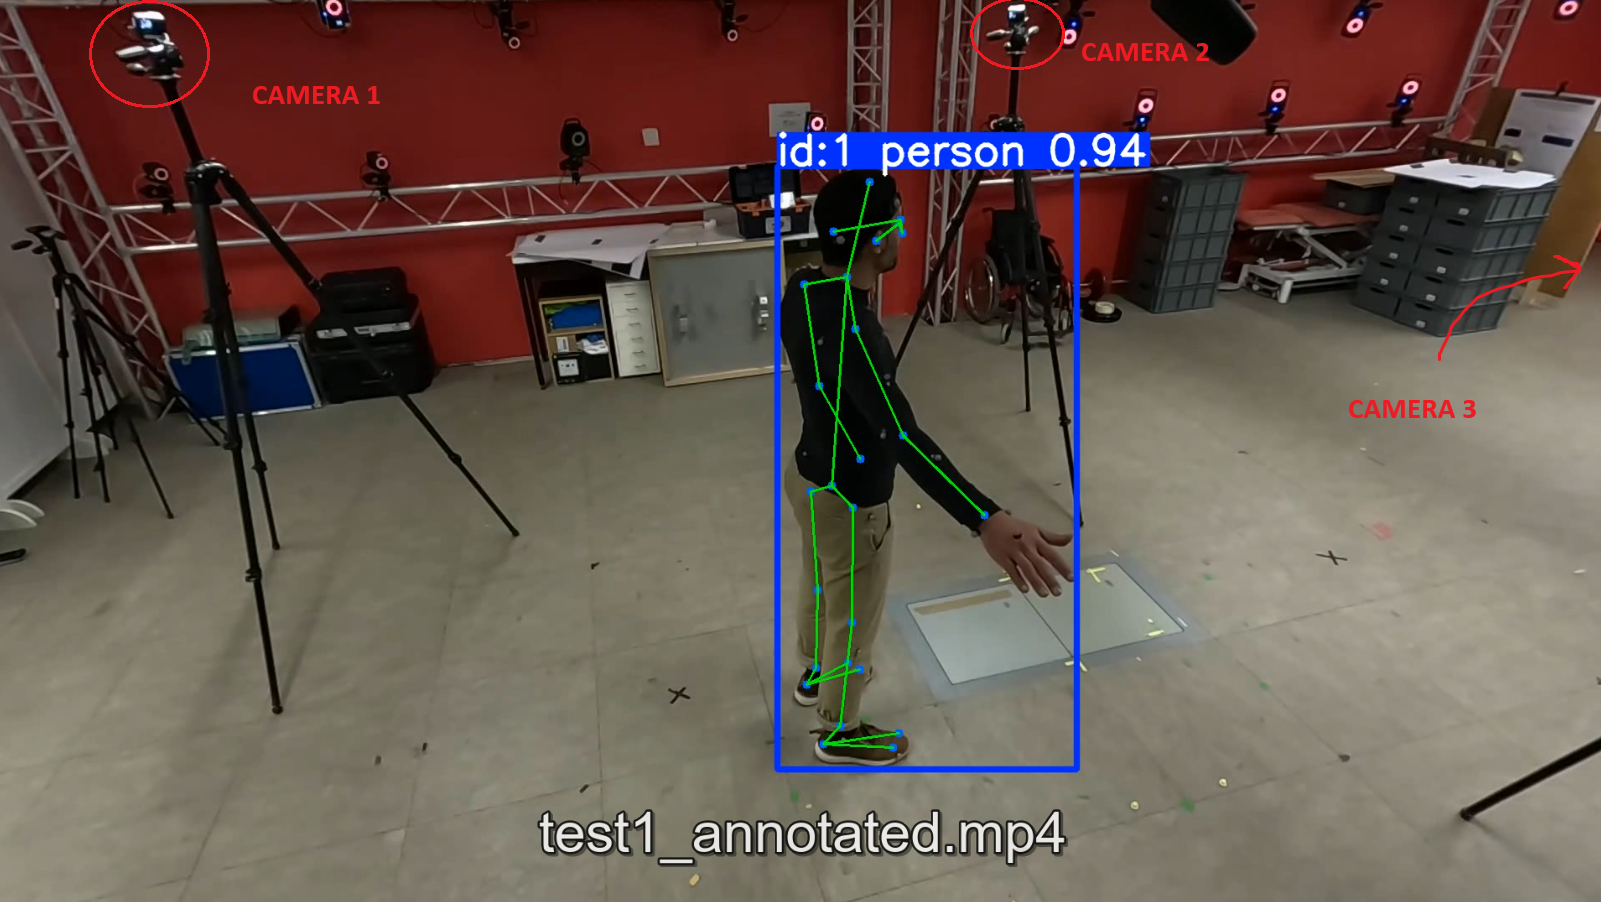 CAMERA 1
CAMERA 2
id:1 person 0.94
CAMERA 3
test1_annotated.mp4